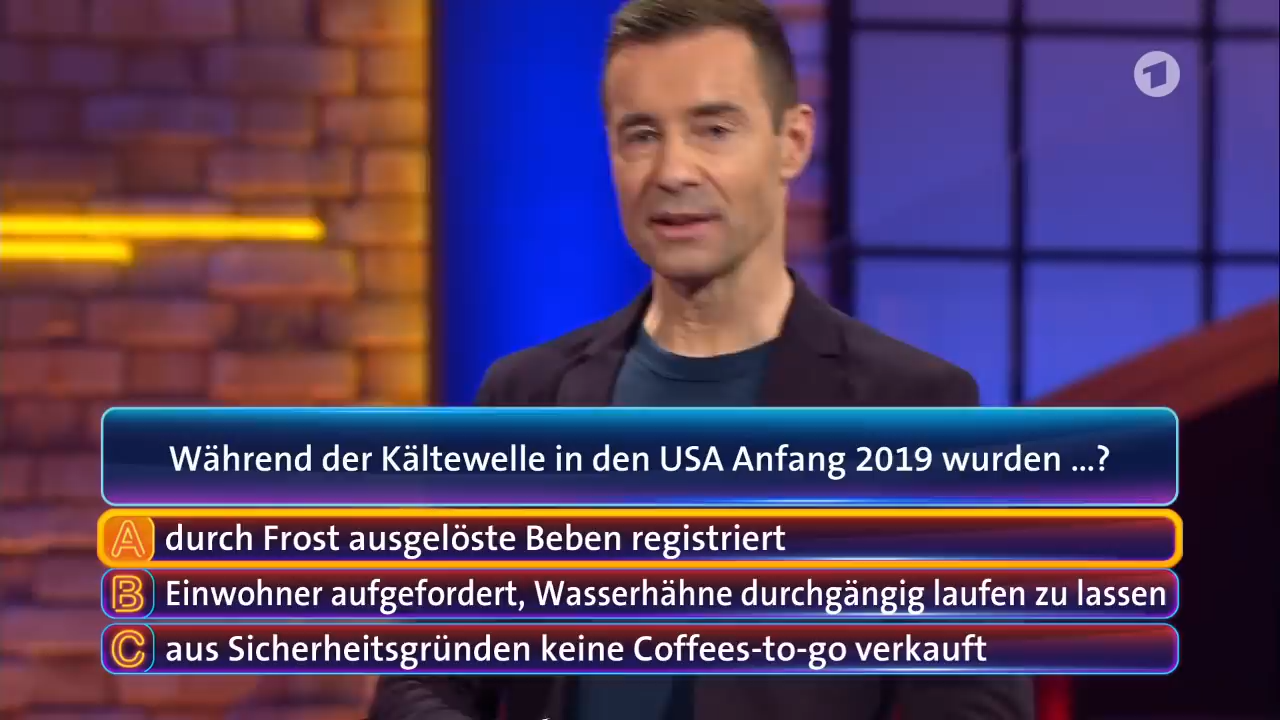 1
Während der Kältewelle in den USA Anfang 2019 wurden ...?
A durch Frost ausgelöste Beben registriert
B Einwohner aufgefordert, Wasserhähne durchgängig laufen zu lassen
C aus Sicherheitsgründen keine Coffees-to-go verkauft